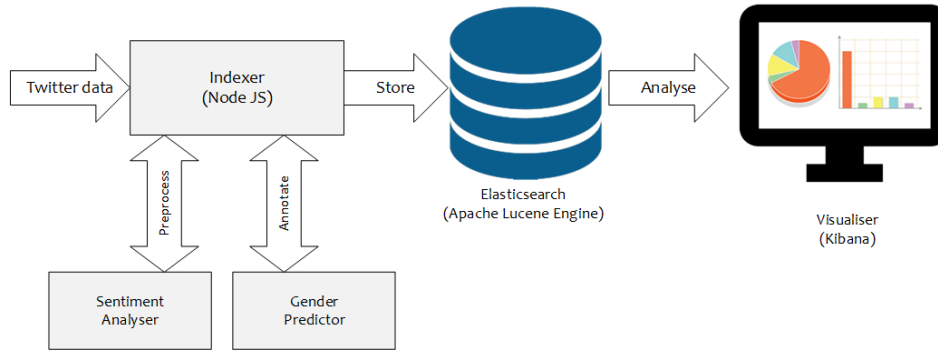 Twitter data
Indexer
(Node JS)
Store
Analyse
Preprocess
Annotate
Elasticsearch
(Apache Lucene Engine)
Visualiser
(Kibana)
Sentiment
Analyser
Gender
Predictor